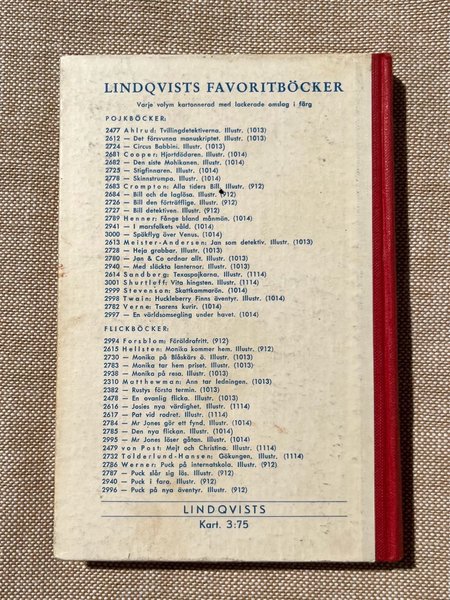 LINDQVISTS FAVORITBÖCKER
Varje volym kartonnerad med lackerade omslag i färg
POJKBÖCKER:
2477 Ahlrud: Tvillingdetektiverna. Illustr. (1013)
2612 — Det försvunna manuskriptet. Illustr. (1013)
2724 — Circus Babbini. Illustr. (1013)
2681 Cooper: Hjortdödaren. Illustr. (1014)
2682 — Den siste Mohikanen. Illustr. (1014)
2725 — Stigfinnaren. Illustr. (1014)
2778 — Skinnstrumpa. Illustr. (1014)
2683 Crompton: Alla tiders Bill. Illustr. (912)
2684 — Bill och de laglösa. Illustr. (912)
2726 — Bill den förträfflige. Illustr. (912)
2727 — Bill detektiven. Illustr. (912)
2789 Henner: Fånge bland månmän. (1014)
2941 — I marsfolkets våld. (1014)
3000 — Spökflyg över Venus. (1014)
2613 Meister-Andersen: Jan som detektiv. Illustr. (1013)
2728 — Heja grabbar. Illustr. (1013)
2780 — Jan & Co ordnar allt. Illustr. (1013)
2940 — Med släckta lanternor. Illustr. (1013)
2614 Sandberg: Texaspojkarna. Illustr. (1114)
3001 Shurtloff: Vita hingsten. Illustr. (1114)
2999 Stevenson: Skattkammarön. (1014)
2998 Twain: Huckleberry Finns äventyr. Illustr. (1014)
2782 Verne: Tsarens kurir. (1014)
2997 — En världsomsegling under havet. (1014)
FLICKBÖCKER:
2994 Forsblom: Föräldrafritt. (912)
2615 Hellsten: Monika kommer hem. Illustr. (912)
2730 — Monika på Blåskärs ö. Illustr. (1013)
2783 — Monika tar hem priset. Illustr. (1013)
2938 — Monika på resa. Illustr. (1013)
2310 Matthewman: Ann tar ledningen. (1013)
2382 — Rustys första termin. (1013)
2478 — En ovanlig flicka. Illustr. (1013)
2616 — Josies nya värdighet. Illustr. (1114)
2617 — Pat vid rodret. Illustr. (1114)
2784 — Mr Jones gör ett fynd. Illustr. (1014)
2785 — Den nya flickan. Illustr. (1014)
2995 — Mr Jones löser gåtan. Illustr. (1014)
2479 von Post: Majt och Christina. Illustr. (1114)
2732 Tolderlund-Hansen: Gökungen. Illustr. (1114)
2786 Werner: Puck på internatskola. Illustr. (912)
2787 — Puck slår sig lös. Illustr. (912)
2940 — Puck i fara. Illustr. (912)
2996 — Puck på nya äventyr. Illustr. (912)
LINDQVISTS
Kart. 3:75